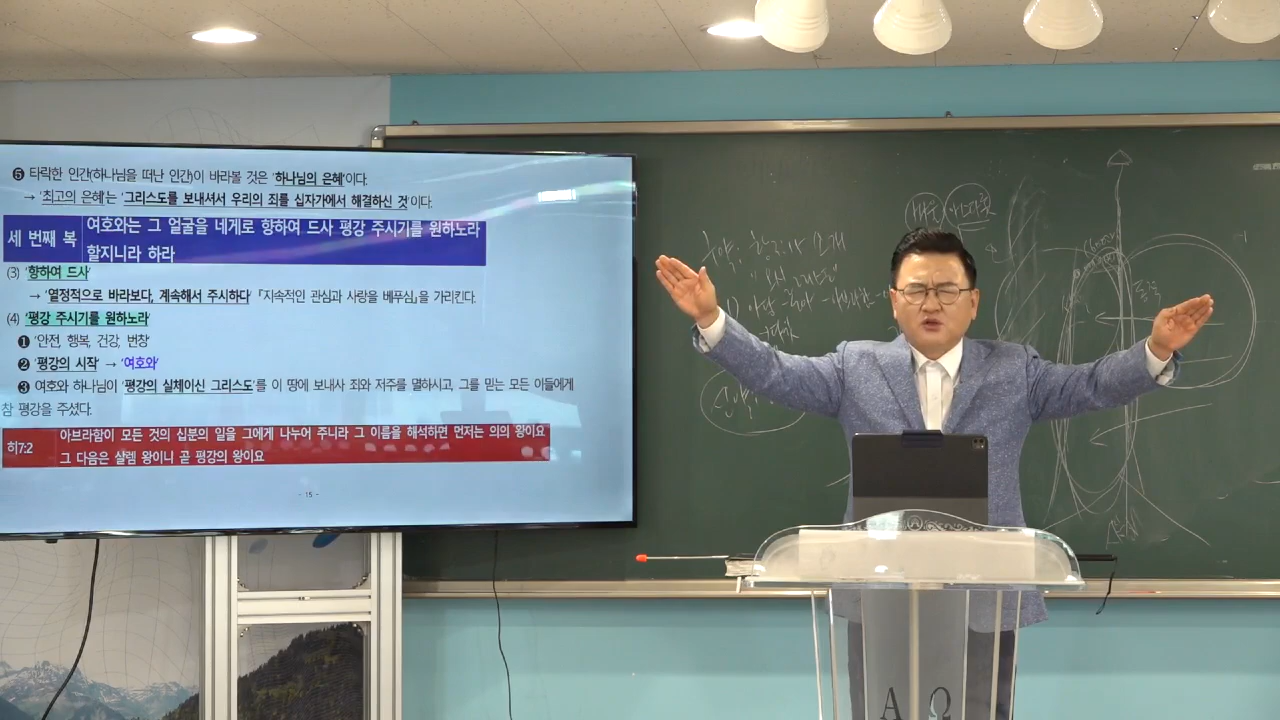 ❺ 타락한 인간(하나님을 떠난 인간)이 바라볼 것은 '하나님의 은혜'이다.
→ '최고의 은혜'는 '그리스도를 보내셔서 우리의 죄를 십자가에서 해결하신 것'이다.
세 번째 복
여호와는 그 얼굴을 네게로 향하여 드사 평강 주시기를 원하노라
할지니라 하라
(3) '향하여 드사'
→ '열정적으로 바라보다, 계속해서 주시하다' 『지속적인 관심과 사랑을 베푸심』을 가리킨다.
(4) '평강 주시기를 원하노라'
❶ '안전, 행복, 건강, 번창'
❷ '평강의 시작' → '여호와'
❸ 여호와 하나님이 '평강의 실체이신 그리스도'를 이 땅에 보내사 죄와 저주를 멸하시고, 그를 믿는 모든 이들에게
참 평강을 주셨다.
히7:2
아브라함이 모든 것의 십분의 일을 그에게 나누어 주니라 그 이름을 해석하면 먼저는 의의 왕이요
그 다음은 살렘 왕이니 곧 평강의 왕이요
- 15 -
구약:
신약
Α Ω